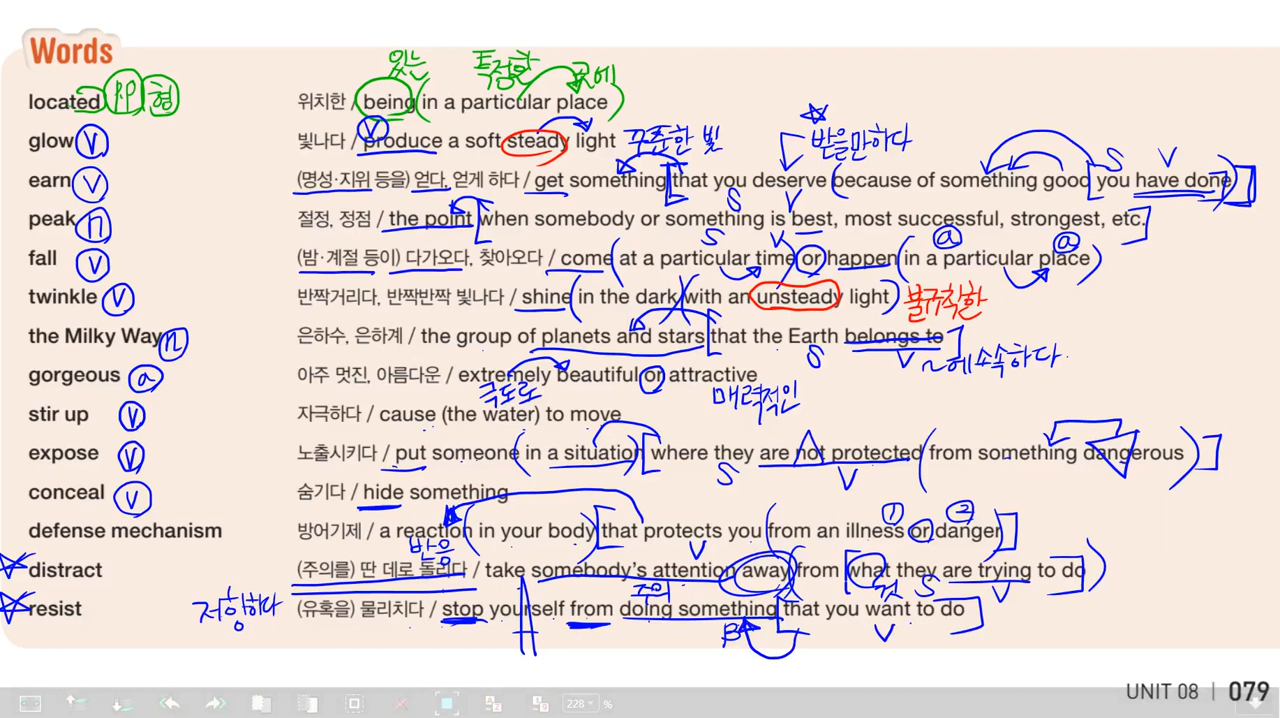 Words
있는 특정한 곳에
located pp 형 위치한 / being in a particular place
glow v 빛나다 / produce a soft steady light 꾸준한 빛 ☆ 받을만하다
earn v (명성·지위 등을) 얻다, 얻게 하다 / get something that you deserve because of something good you have done
S V S V
peak n 절정, 정점 / the point when somebody or something is best, most successful, strongest, etc.
S V a a
fall v (밤·계절 등이) 다가오다, 찾아오다 / come at a particular time or happen in a particular place
twinkle v 반짝거리다, 반짝반짝 빛나다 / shine in the dark with an unsteady light 불규칙한
the Milky Way n 은하수, 은하계 / the group of planets and stars that the Earth belongs to
S V ~에 소속하다
gorgeous a 아주 멋진, 아름다운 / extremely beautiful or attractive
극도로 매력적인
stir up v 자극하다 / cause (the water) to move
expose v 노출시키다 / put someone in a situation where they are not protected from something dangerous
S V
conceal v 숨기다 / hide something
① ②
defense mechanism 방어기제 / a reaction in your body that protects you from an illness or danger
반응 V
☆ distract (주의를) 딴 데로 돌리다 / take somebody's attention away from what they are trying to do
주의 것 S V
☆ resist 저항하다 (유혹을) 물리치다 / stop yourself from doing something that you want to do
V
UNIT 08 | 079
228 %